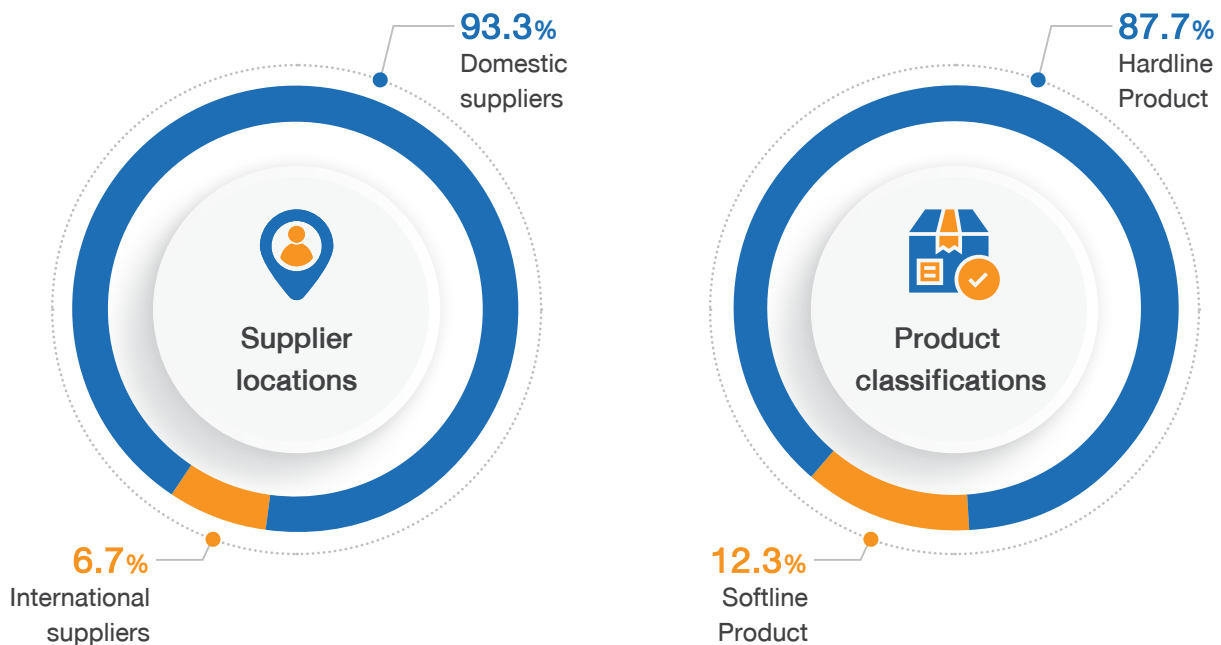 93.3%
Domestic
suppliers
Supplier
locations
6.7%
International
suppliers
87.7%
Hardline
Product
Product
classifications
12.3%
Softline
Product